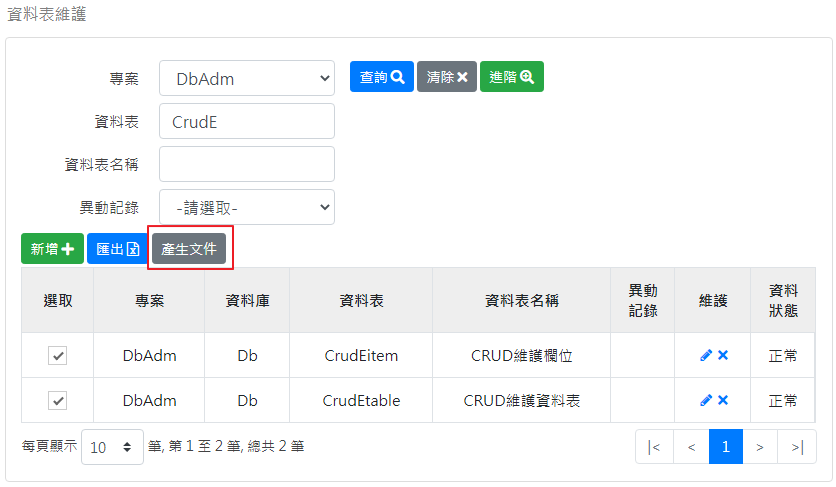 資料表維護
專案 DbAdm 查詢 清除 進階
資料表 CrudE
資料表名稱
異動記錄 -請選取-
新增 匯出 產生文件
選取 專案 資料庫 資料表 資料表名稱 異動記錄 維護 資料狀態
DbAdm Db CrudEitem CRUD維護欄位 正常
DbAdm Db CrudEtable CRUD維護資料表 正常
每頁顯示 10 筆, 第 1 至 2 筆, 總共 2 筆 |< < 1 > >|